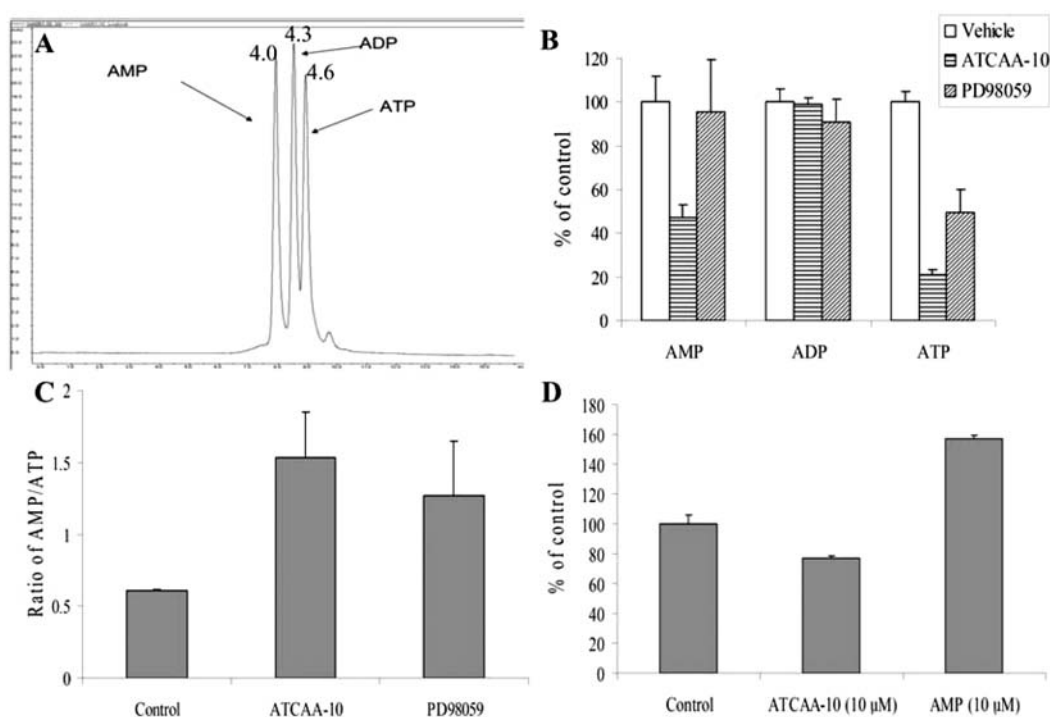 A
4.0
4.3
4.6
AMP
ADP
ATP
B
Vehicle
ATCAA-10
PD98059
% of control
120
100
80
60
40
20
0
AMP ADP ATP
C
Ratio of AMP/ATP
2
1.5
1
0.5
0
Control ATCAA-10 PD98059
D
% of control
180
160
140
120
100
80
60
40
20
0
Control ATCAA-10 (10 μM) AMP (10 μM)